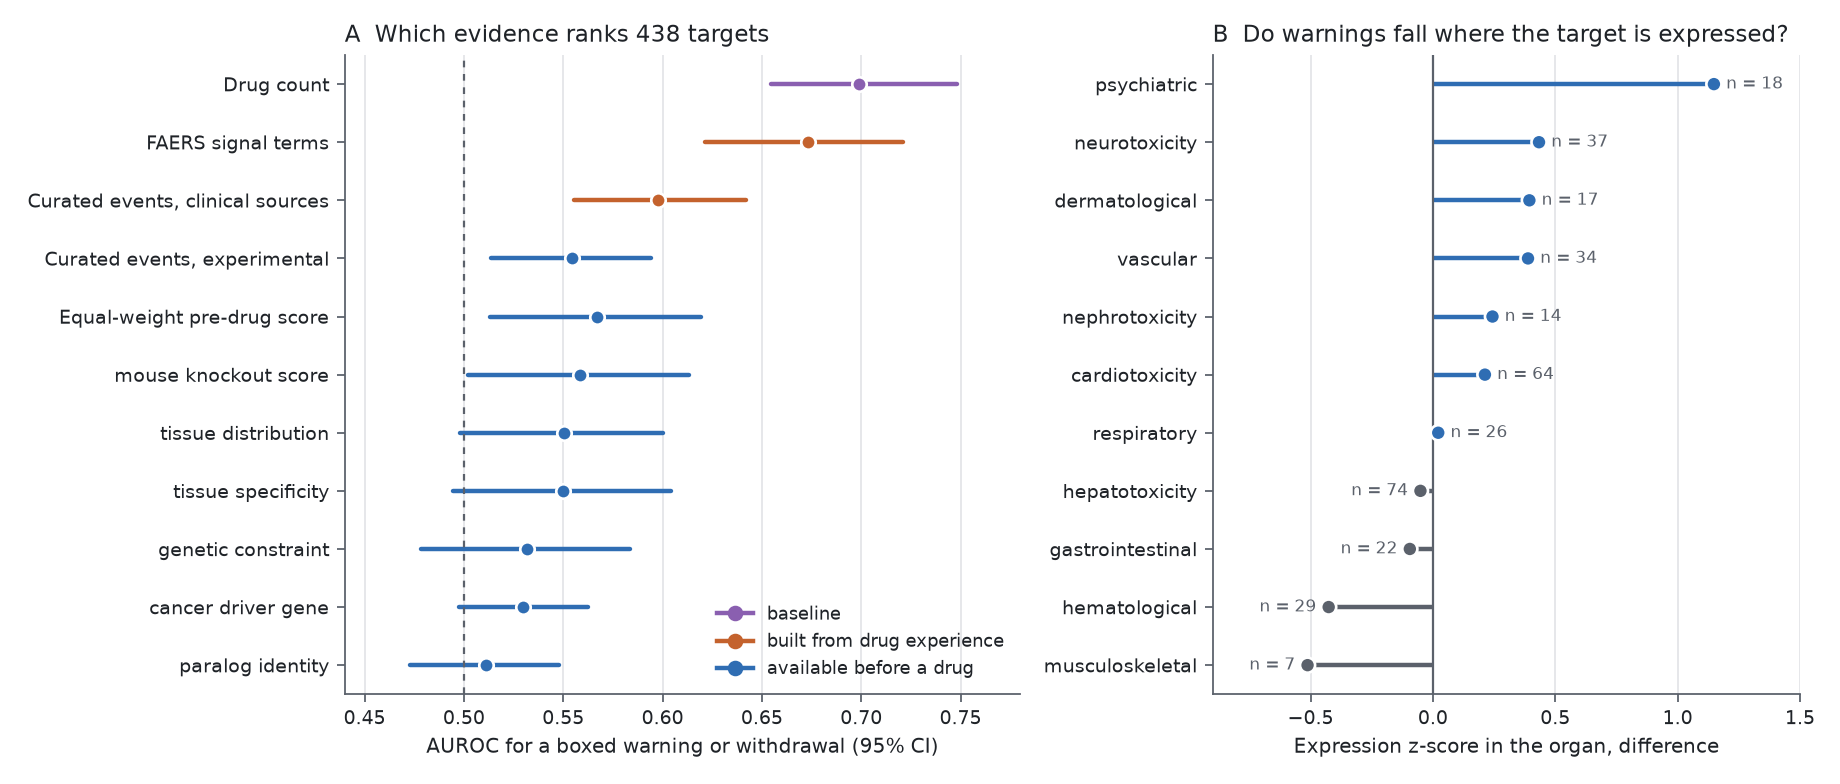 A  Which evidence ranks 438 targets
Drug count
FAERS signal terms
Curated events, clinical sources
Curated events, experimental
Equal-weight pre-drug score
mouse knockout score
tissue distribution
tissue specificity
genetic constraint
cancer driver gene
paralog identity
baseline
built from drug experience
available before a drug
0.45 0.50 0.55 0.60 0.65 0.70 0.75
AUROC for a boxed warning or withdrawal (95% CI)
B  Do warnings fall where the target is expressed?
psychiatric n = 18
neurotoxicity n = 37
dermatological n = 17
vascular n = 34
nephrotoxicity n = 14
cardiotoxicity n = 64
respiratory n = 26
hepatotoxicity n = 74
gastrointestinal n = 22
hematological n = 29
musculoskeletal n = 7
−0.5 0.0 0.5 1.0 1.5
Expression z-score in the organ, difference